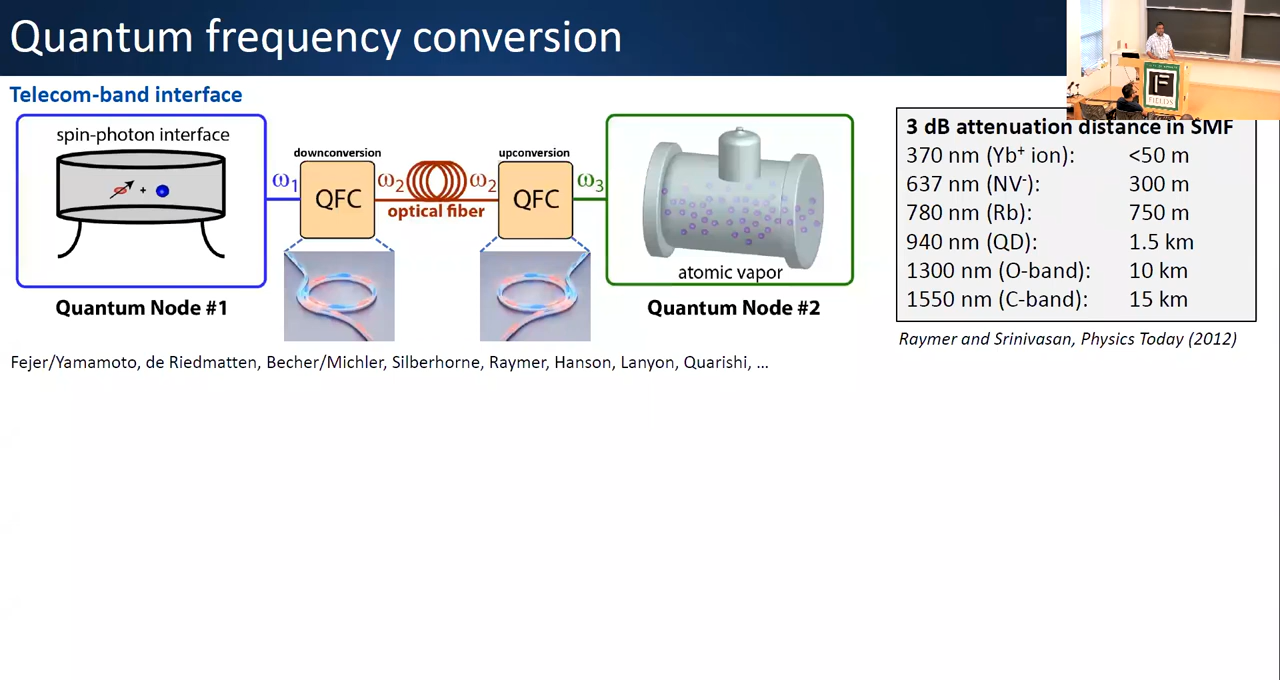 Quantum frequency conversion
Telecom-band interface
spin-photon interface
+
Quantum Node #1
ω1
downconversion
QFC
ω2
optical fiber
ω2
upconversion
QFC
ω3
atomic vapor
Quantum Node #2
3 dB attenuation distance in SMF
370 nm (Yb⁺ ion): <50 m
637 nm (NV⁻): 300 m
780 nm (Rb): 750 m
940 nm (QD): 1.5 km
1300 nm (O-band): 10 km
1550 nm (C-band): 15 km
Raymer and Srinivasan, Physics Today (2012)
Fejer/Yamamoto, de Riedmatten, Becher/Michler, Silberhorne, Raymer, Hanson, Lanyon, Quarishi, ...
F
FIELDS